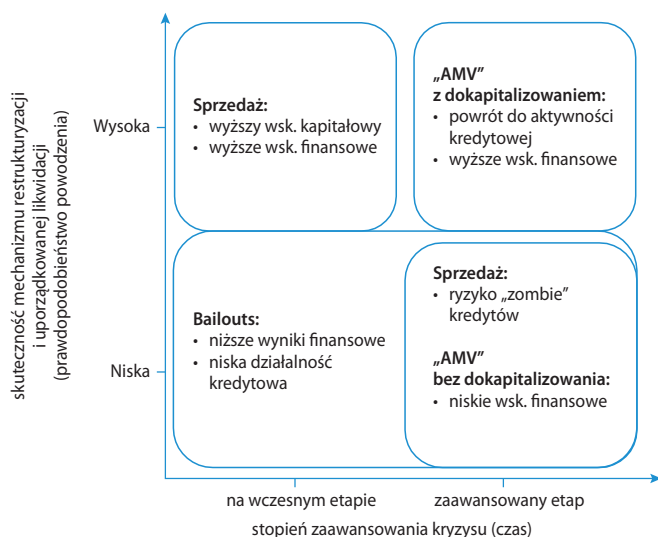 skuteczność mechanizmu restrukturyzacji
i uporządkowanej likwidacji
(prawdopodobieństwo powodzenia)
Wysoka
Sprzedaż:
• wyższy wsk. kapitałowy
• wyższe wsk. finansowe
„AMV”
z dokapitalizowaniem:
• powrót do aktywności
kredytowej
• wyższe wsk. finansowe
Niska
Bailouts:
• niższe wyniki finansowe
• niska działalność
kredytowa
Sprzedaż:
• ryzyko „zombie”
kredytów
„AMV”
bez dokapitalizowania:
• niskie wsk. finansowe
na wczesnym etapie
zaawansowany etap
stopień zaawansowania kryzysu (czas)